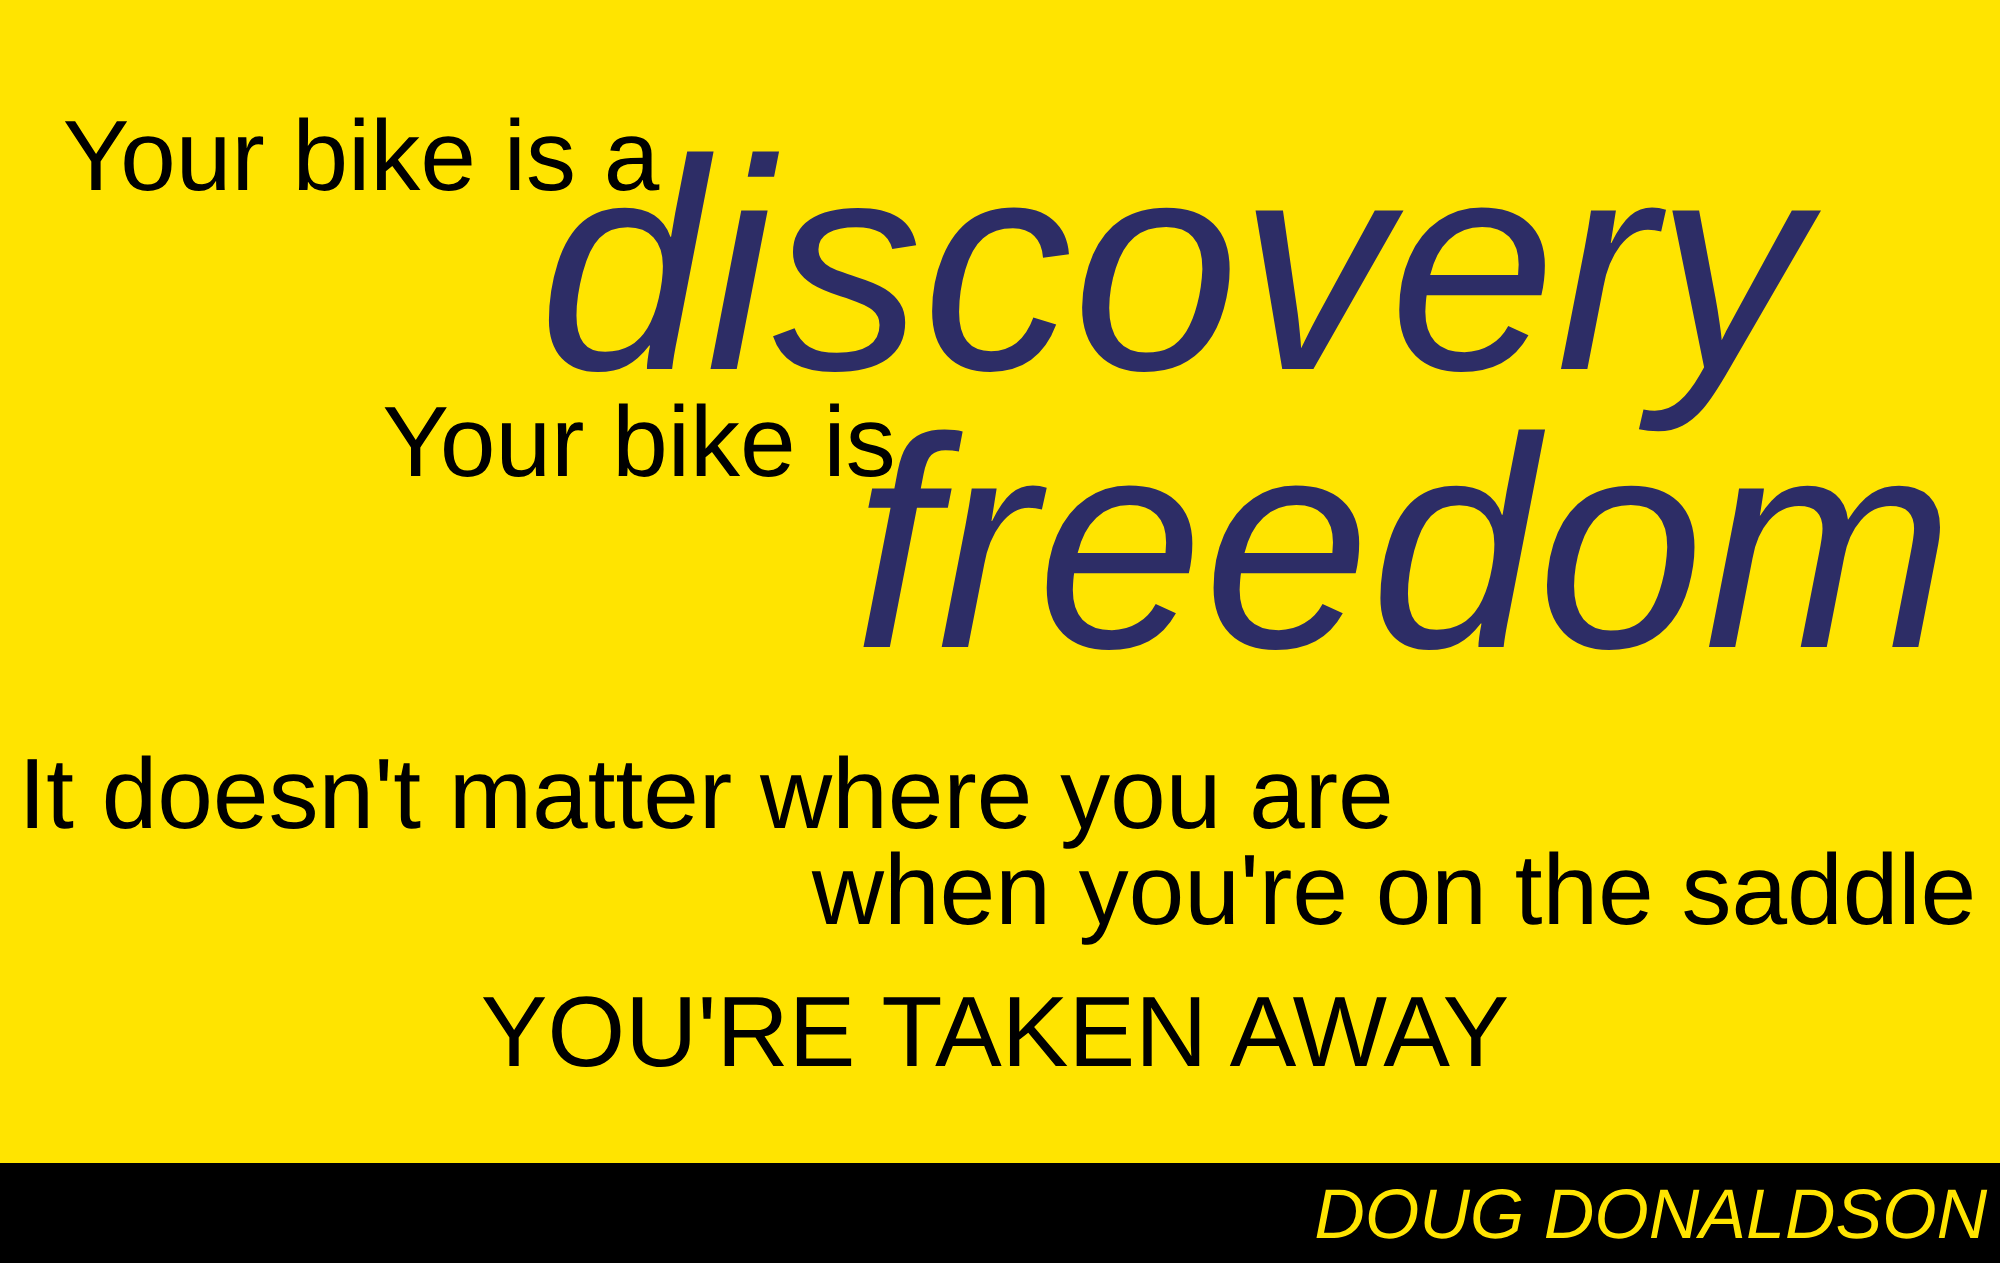 Your bike is a
discovery
Your bike is
freedom
It doesn't matter where you are
when you're on the saddle
YOU'RE TAKEN AWAY
DOUG DONALDSON